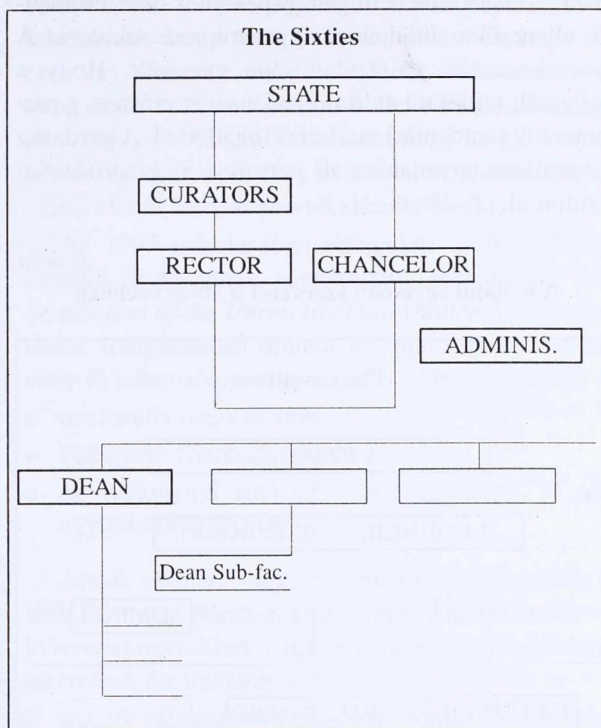 The Sixties
STATE
CURATORS
RECTOR
CHANCELOR
ADMINIS.
DEAN
Dean Sub-fac.